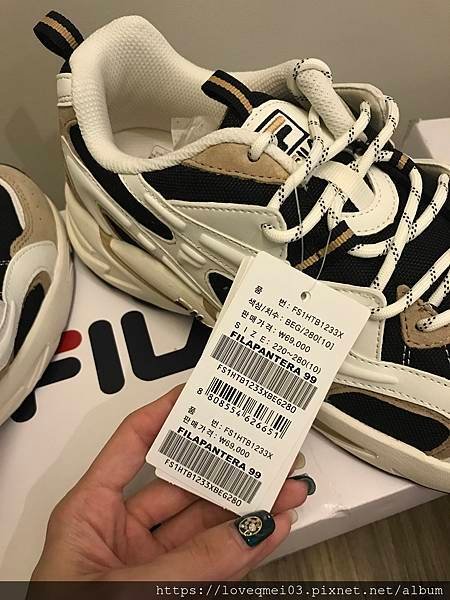 FILA
품 번: FS1HTB1233X
색상/치수: BEG/280[10]
판매가격: ₩69,000
SIZE: 220~280[10]
FILAPANTERA 99
FS1HTB1233XBEG280
8 808554 626651
품 번: FS1HTB1233X
판매가격: ₩69,000
FILAPANTERA 99
FS1HTB1233XBEG280
https://loveqmei03.pixnet.net/album